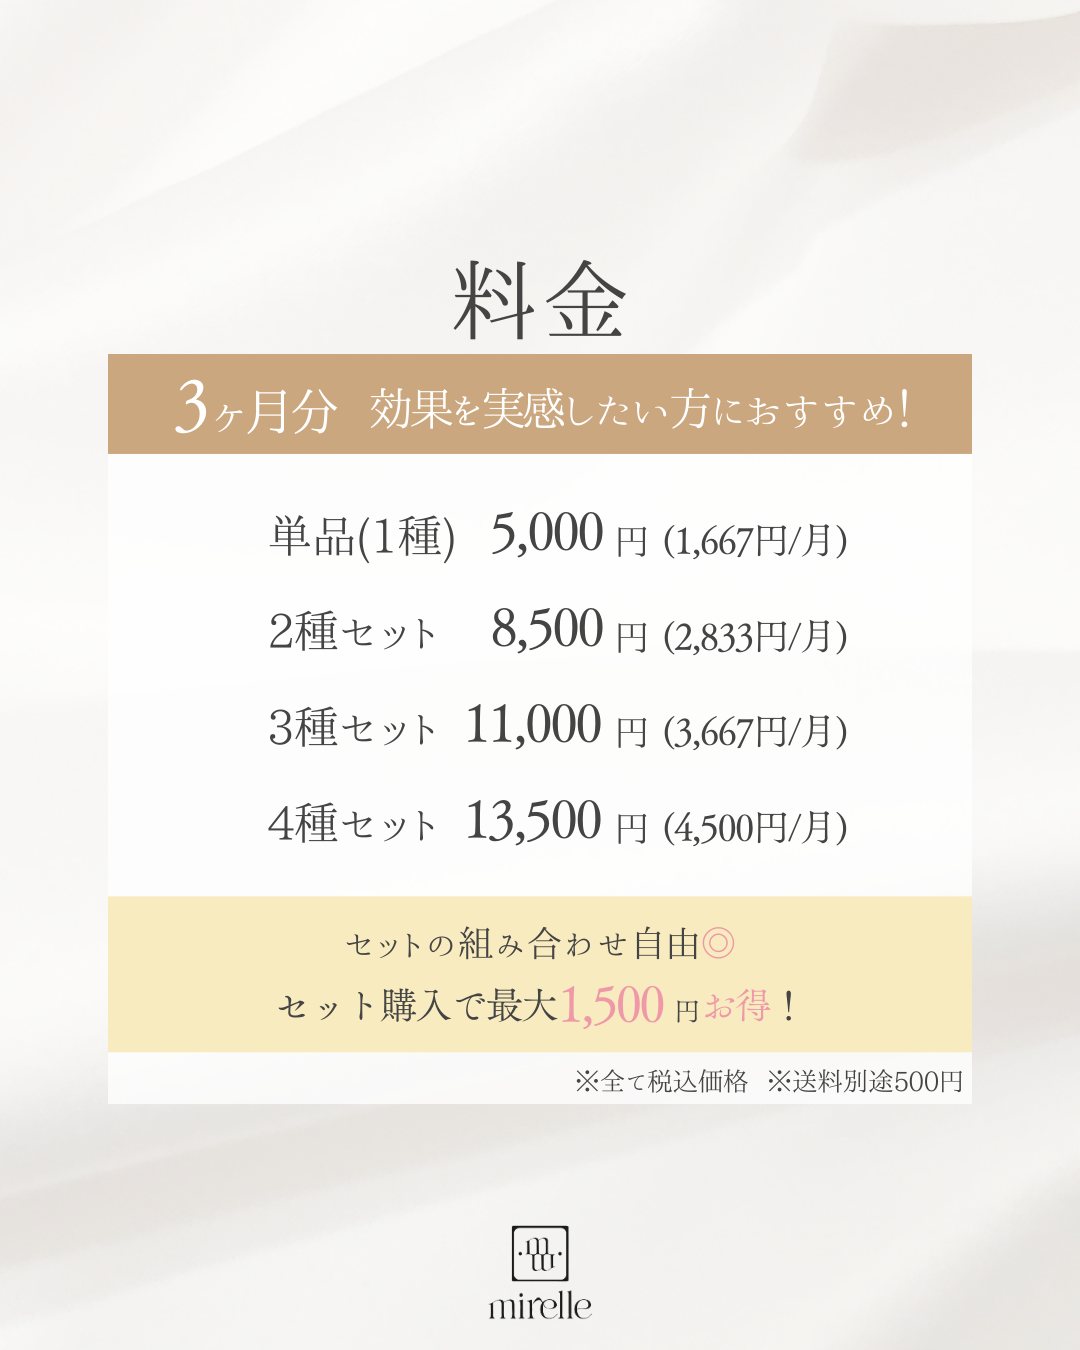 料金
3ヶ月分 効果を実感したい方におすすめ!
単品(1種) 5,000 円 (1,667円/月)
2種セット 8,500 円 (2,833円/月)
3種セット 11,000 円 (3,667円/月)
4種セット 13,500 円 (4,500円/月)
セットの組み合わせ自由◎
セット購入で最大1,500円お得！
※全て税込価格 ※送料別途500円
mirelle